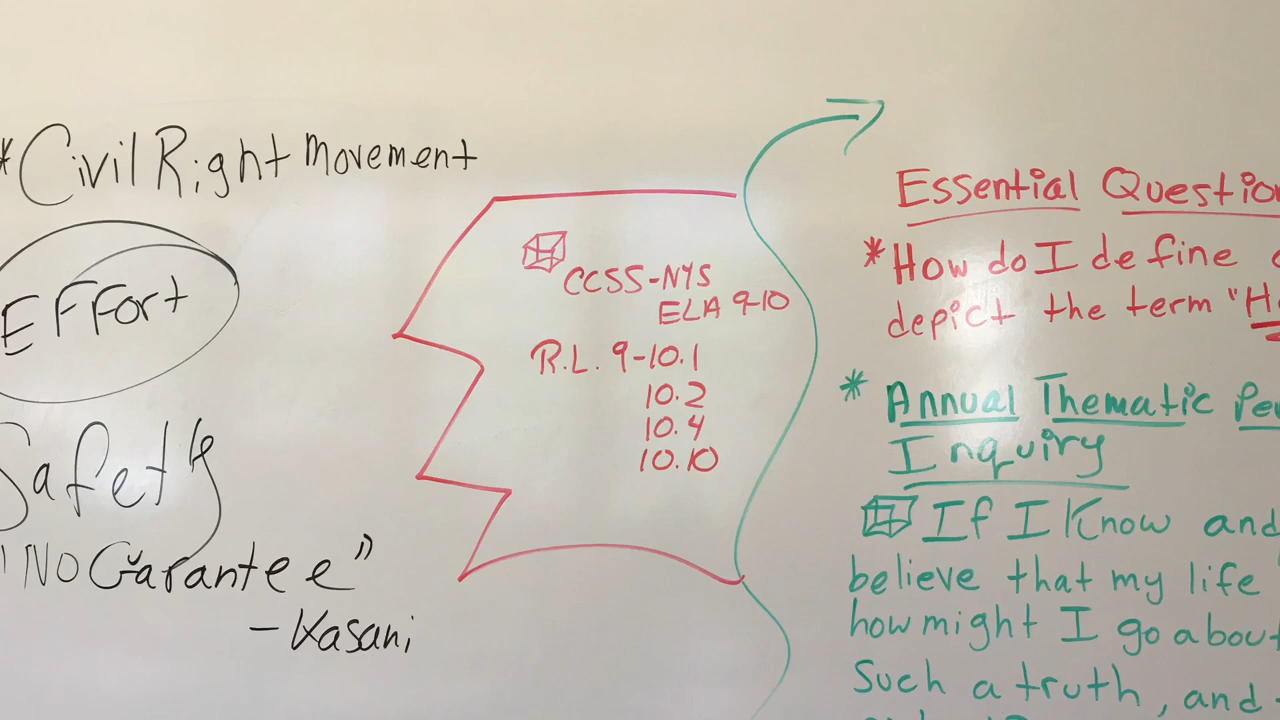 *Civil Right Movement
Effort
Safety
"No Garantee"
- Kasani
CCSS-NYS
ELA 9-10
R.L. 9-10.1
10.2
10.4
10.10
Essential Question
*How do I define
depict the term "
* Annual Thematic
Inquiry
If I Know and
believe that my life
how might I go about
Such a truth, and